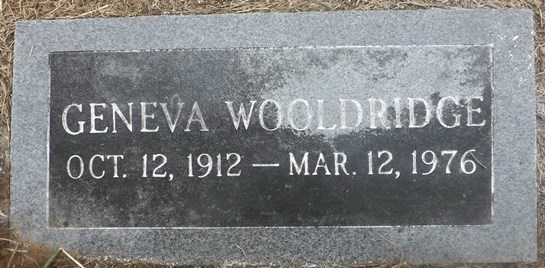 GENEVA WOOLDRIDGE
OCT. 12, 1912 — MAR. 12, 1976